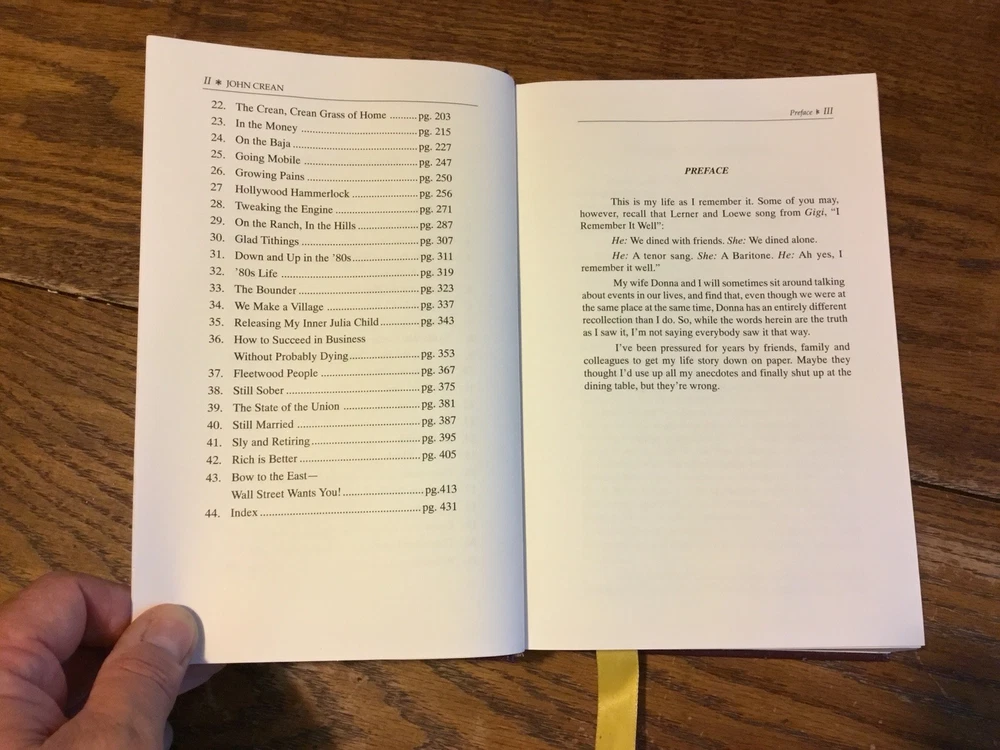 II * JOHN CREAN
22. The Crean, Crean Grass of Home ..........pg. 203
23. In the Money ....................................pg. 215
24. On the Baja .......................................pg. 227
25. Going Mobile ....................................pg. 247
26. Growing Pains ...................................pg. 250
27 Hollywood Hammerlock .....................pg. 256
28. Tweaking the Engine .........................pg. 271
29. On the Ranch, In the Hills ...................pg. 287
30. Glad Tithings .....................................pg. 307
31. Down and Up in the '80s.....................pg. 311
32. '80s Life ...........................................pg. 319
33. The Bounder ......................................pg. 323
34. We Make a Village ............................pg. 337
35. Releasing My Inner Julia Child ............pg. 343
36. How to Succeed in Business
Without Probably Dying......................pg. 353
37. Fleetwood People ..............................pg. 367
38. Still Sober .........................................pg. 375
39. The State of the Union .......................pg. 381
40. Still Married ......................................pg. 387
41. Sly and Retiring..................................pg. 395
42. Rich is Better .....................................pg. 405
43. Bow to the East—
Wall Street Wants You!.........................pg.413
44. Index .................................................pg. 431
Preface * III
PREFACE
This is my life as I remember it. Some of you may,
however, recall that Lerner and Loewe song from Gigi, “I
Remember It Well”:
He: We dined with friends. She: We dined alone.
He: A tenor sang. She: A Baritone. He: Ah yes, I
remember it well.”
My wife Donna and I will sometimes sit around talking
about events in our lives, and find that, even though we were at
the same place at the same time, Donna has an entirely different
recollection than I do. So, while the words herein are the truth
as I saw it, I’m not saying everybody saw it that way.
I’ve been pressured for years by friends, family and
colleagues to get my life story down on paper. Maybe they
thought I’d use up all my anecdotes and finally shut up at the
dining table, but they’re wrong.